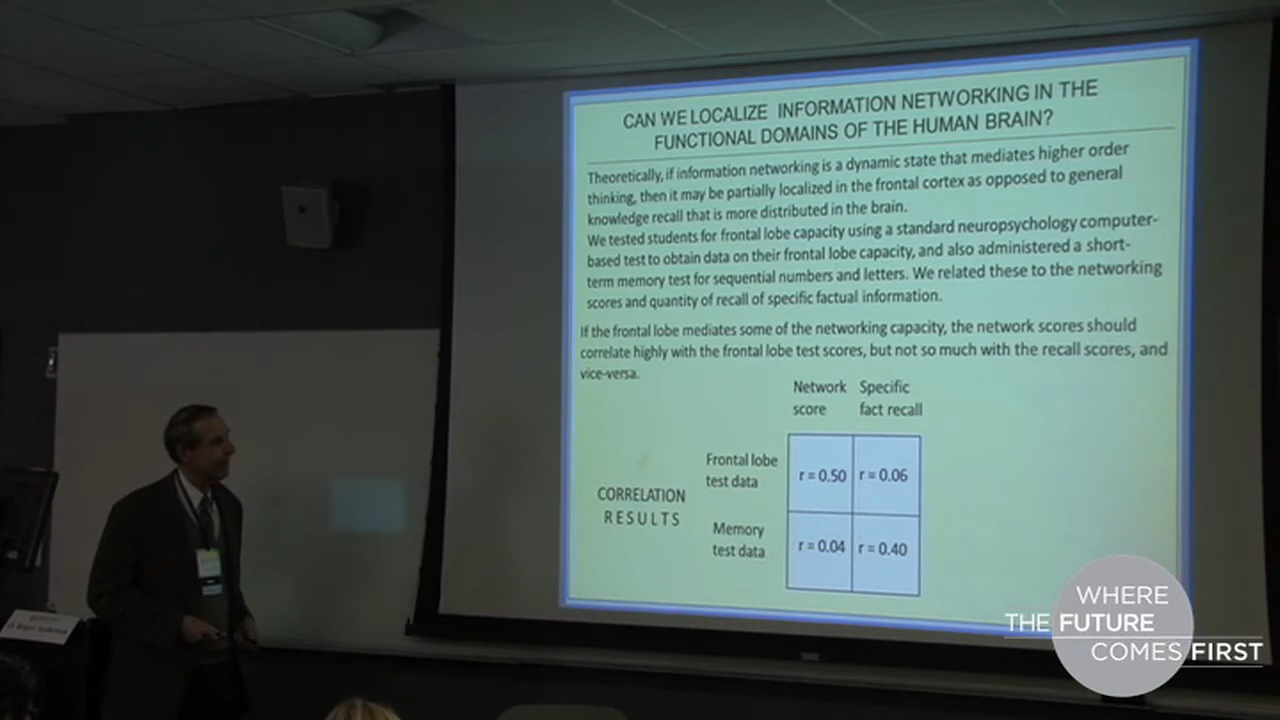 CAN WE LOCALIZE INFORMATION NETWORKING IN THE
FUNCTIONAL DOMAINS OF THE HUMAN BRAIN?
Theoretically, if information networking is a dynamic state that mediates higher order
thinking, then it may be partially localized in the frontal cortex as opposed to general
knowledge recall that is more distributed in the brain.
We tested students for frontal lobe capacity using a standard neuropsychology computer-
based test to obtain data on their frontal lobe capacity, and also administered a short-
term memory test for sequential numbers and letters. We related these to the networking
scores and quantity of recall of specific factual information.
If the frontal lobe mediates some of the networking capacity, the network scores should
correlate highly with the frontal lobe test scores, but not so much with the recall scores, and
vice-versa.
Network Specific
score fact recall
Frontal lobe
test data
r = 0.50 r = 0.06
CORRELATION
RESULTS
Memory
test data
r = 0.04 r = 0.40
WHERE
THE FUTURE
COMES FIRST